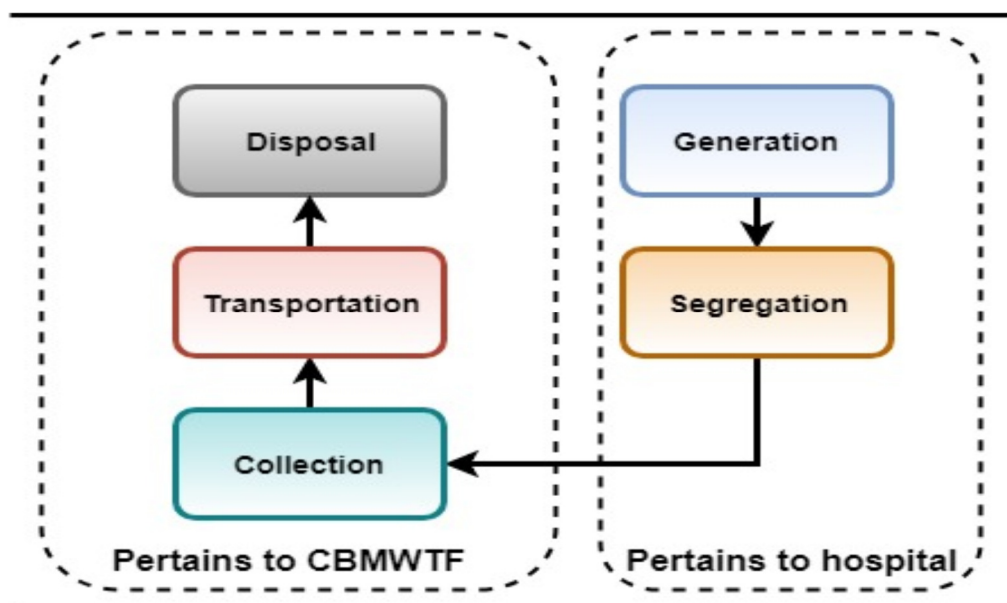 Disposal
Generation
Transportation
Segregation
Collection
Pertains to CBMWTF
Pertains to hospital